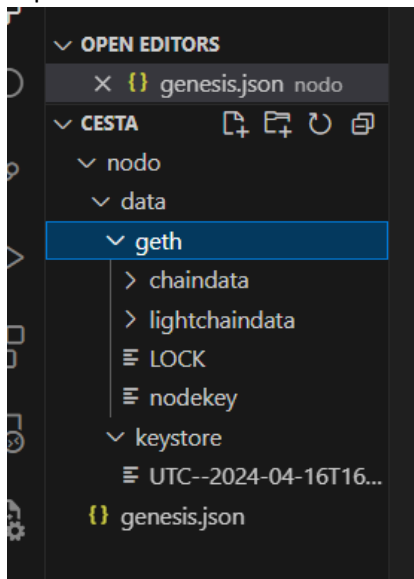 OPEN EDITORS
{} genesis.json nodo
CESTA
nodo
data
geth
chaindata
lightchaindata
LOCK
nodekey
keystore
UTC--2024-04-16T16...
{} genesis.json